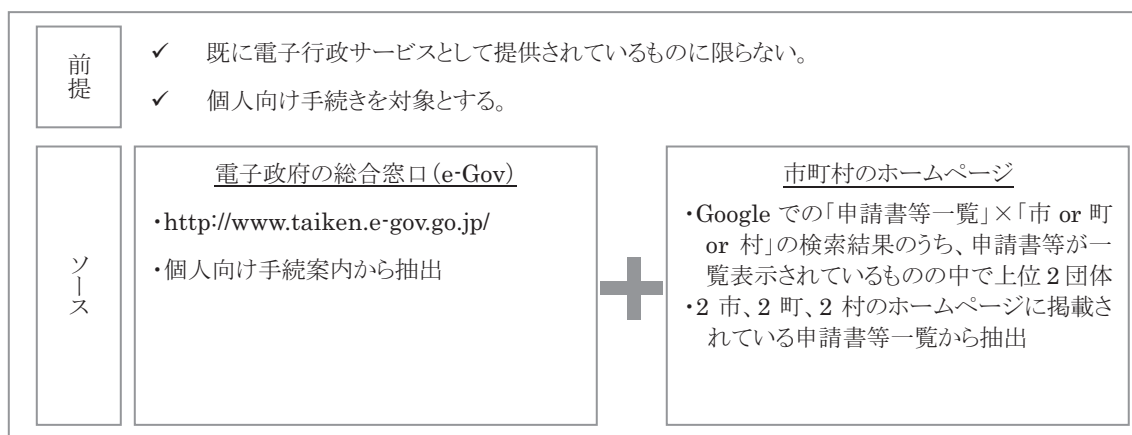 前提
✓ 既に電子行政サービスとして提供されているものに限らない。
✓ 個人向け手続きを対象とする。
ソース
電子政府の総合窓口(e-Gov)
・http://www.taiken.e-gov.go.jp/
・個人向け手続案内から抽出
市町村のホームページ
・Google での「申請書等一覧」×「市 or 町
or 村」の検索結果のうち、申請書等が一
覧表示されているものの中で上位 2 団体
・2 市、2 町、2 村のホームページに掲載さ
れている申請書等一覧から抽出